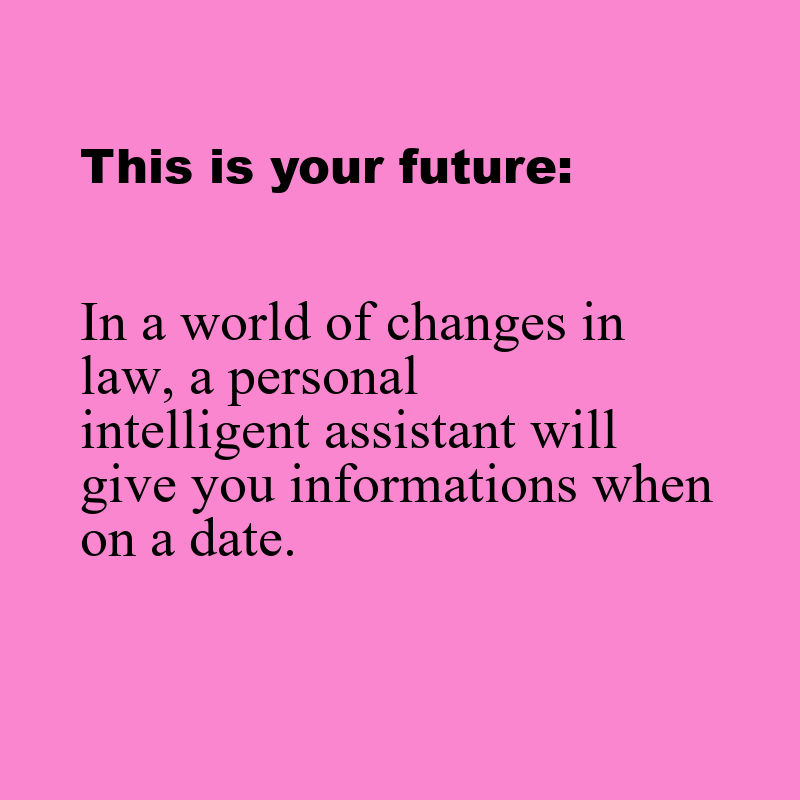 This is your future:
In a world of changes in
law, a personal
intelligent assistant will
give you informations when
on a date.